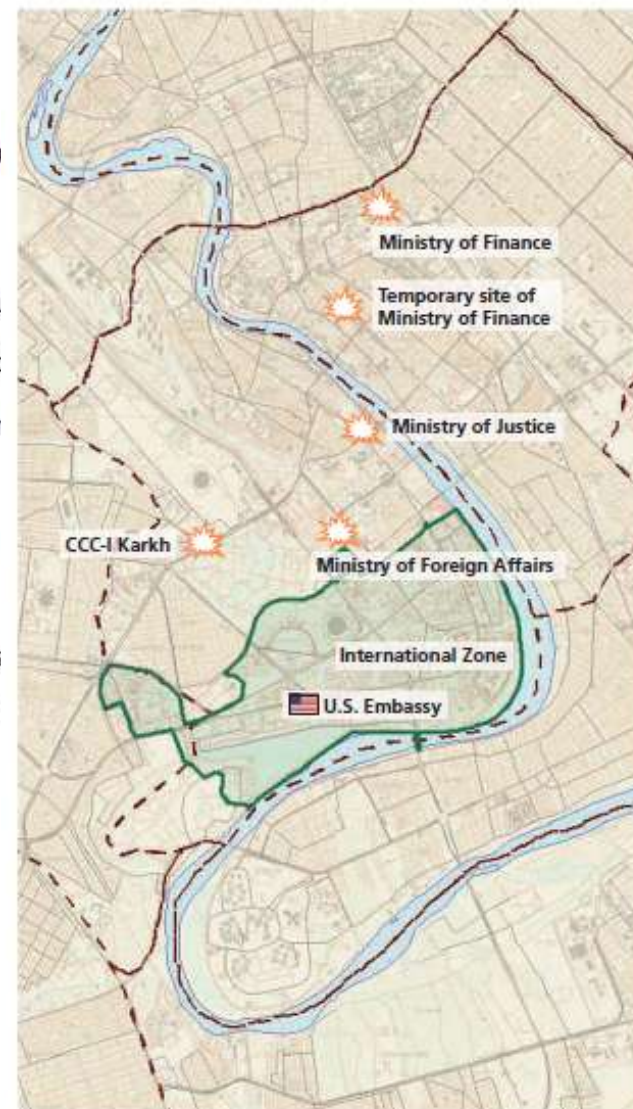 Ministry of Finance
Temporary site of
Ministry of Finance
Ministry of Justice
CCC-I Karkh
Ministry of Foreign Affairs
International Zone
U.S. Embassy